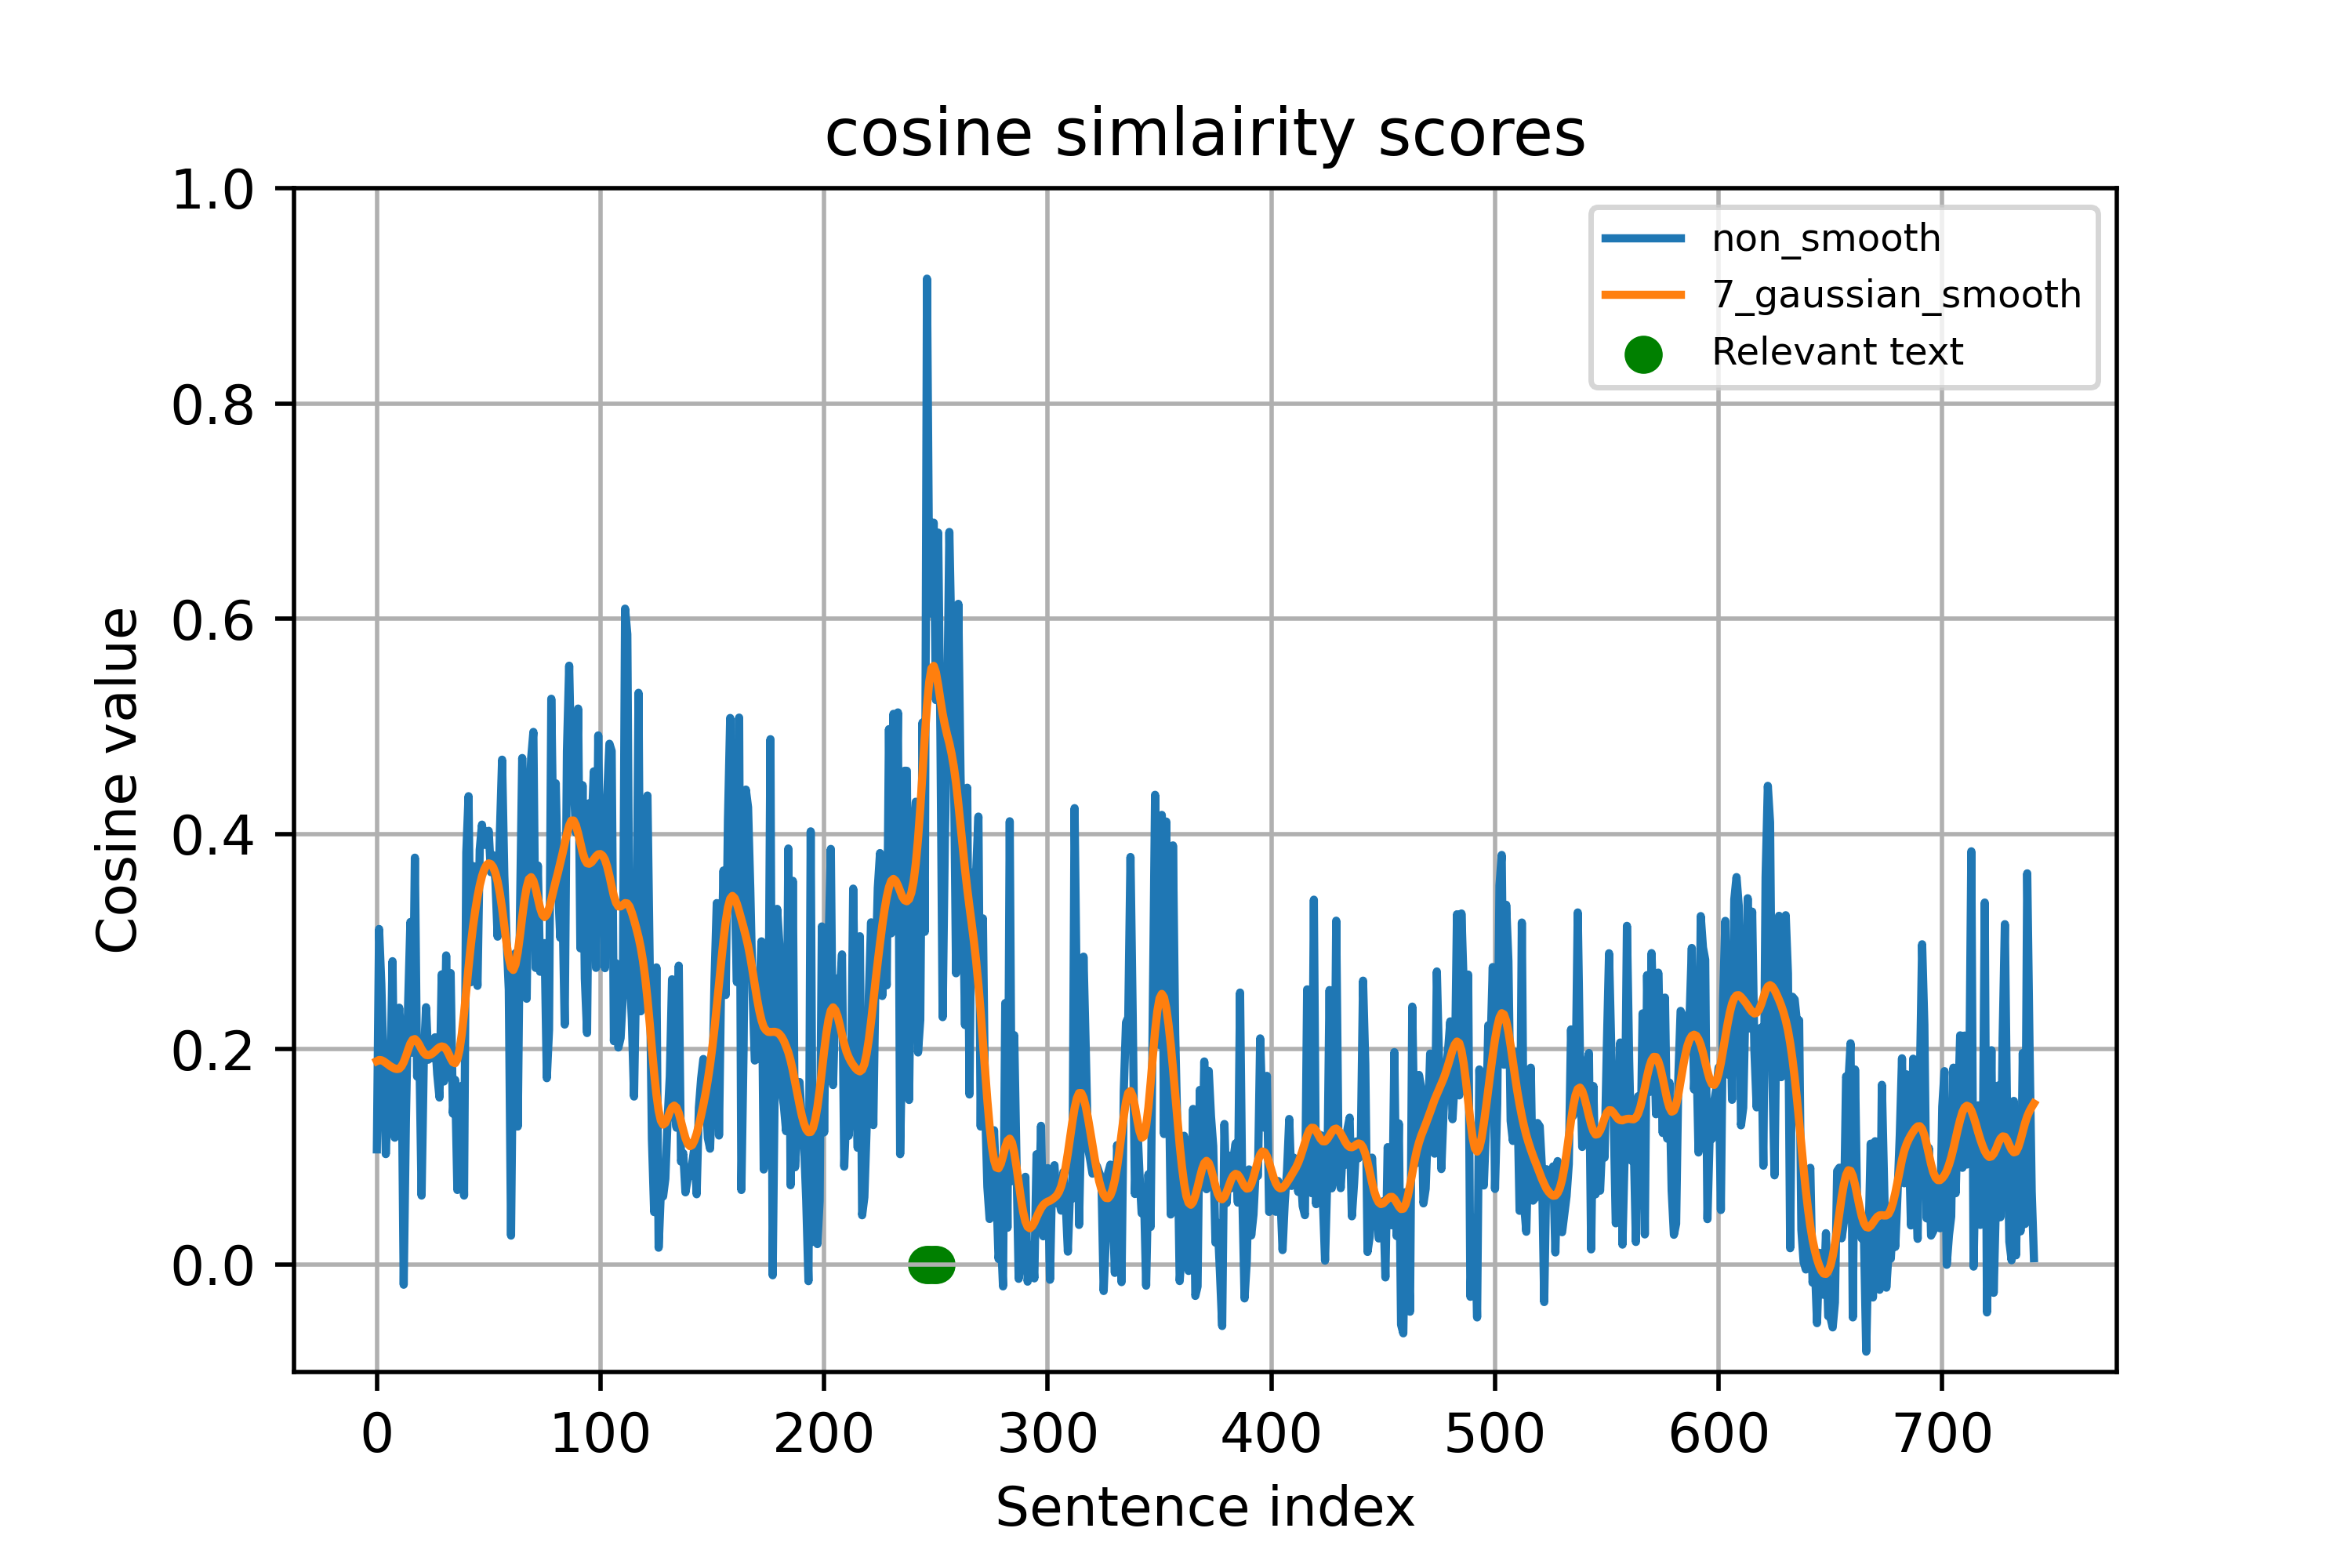 cosine simlairity scores
1.0
0.8
0.6
0.4
0.2
0.0
Cosine value
non_smooth
7_gaussian_smooth
Relevant text
0 100 200 300 400 500 600 700
Sentence index